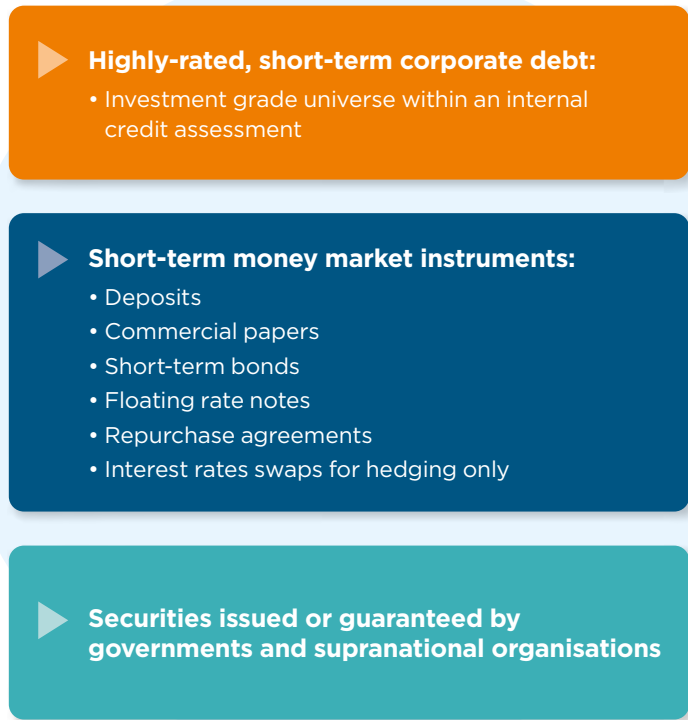 Highly-rated, short-term corporate debt:
• Investment grade universe within an internal
credit assessment
Short-term money market instruments:
• Deposits
• Commercial papers
• Short-term bonds
• Floating rate notes
• Repurchase agreements
• Interest rates swaps for hedging only
Securities issued or guaranteed by
governments and supranational organisations